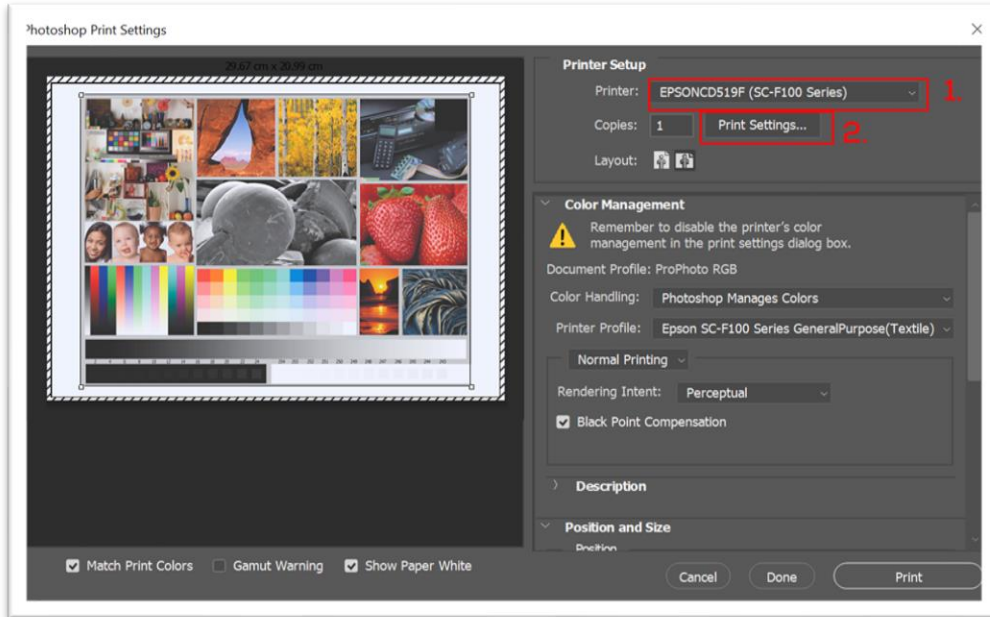 Photoshop Print Settings
29.67 cm x 20.99 cm
Printer Setup
Printer: EPSONCD519F (SC-F100 Series) 1.
Copies: 1 Print Settings... 2.
Layout:
Color Management
Remember to disable the printer's color
management in the print settings dialog box.
Document Profile: ProPhoto RGB
Color Handling: Photoshop Manages Colors
Printer Profile: Epson SC-F100 Series GeneralPurpose(Textile)
Normal Printing
Rendering Intent: Perceptual
Black Point Compensation
Description
Position and Size
Position
Match Print Colors Gamut Warning Show Paper White
Cancel Done Print